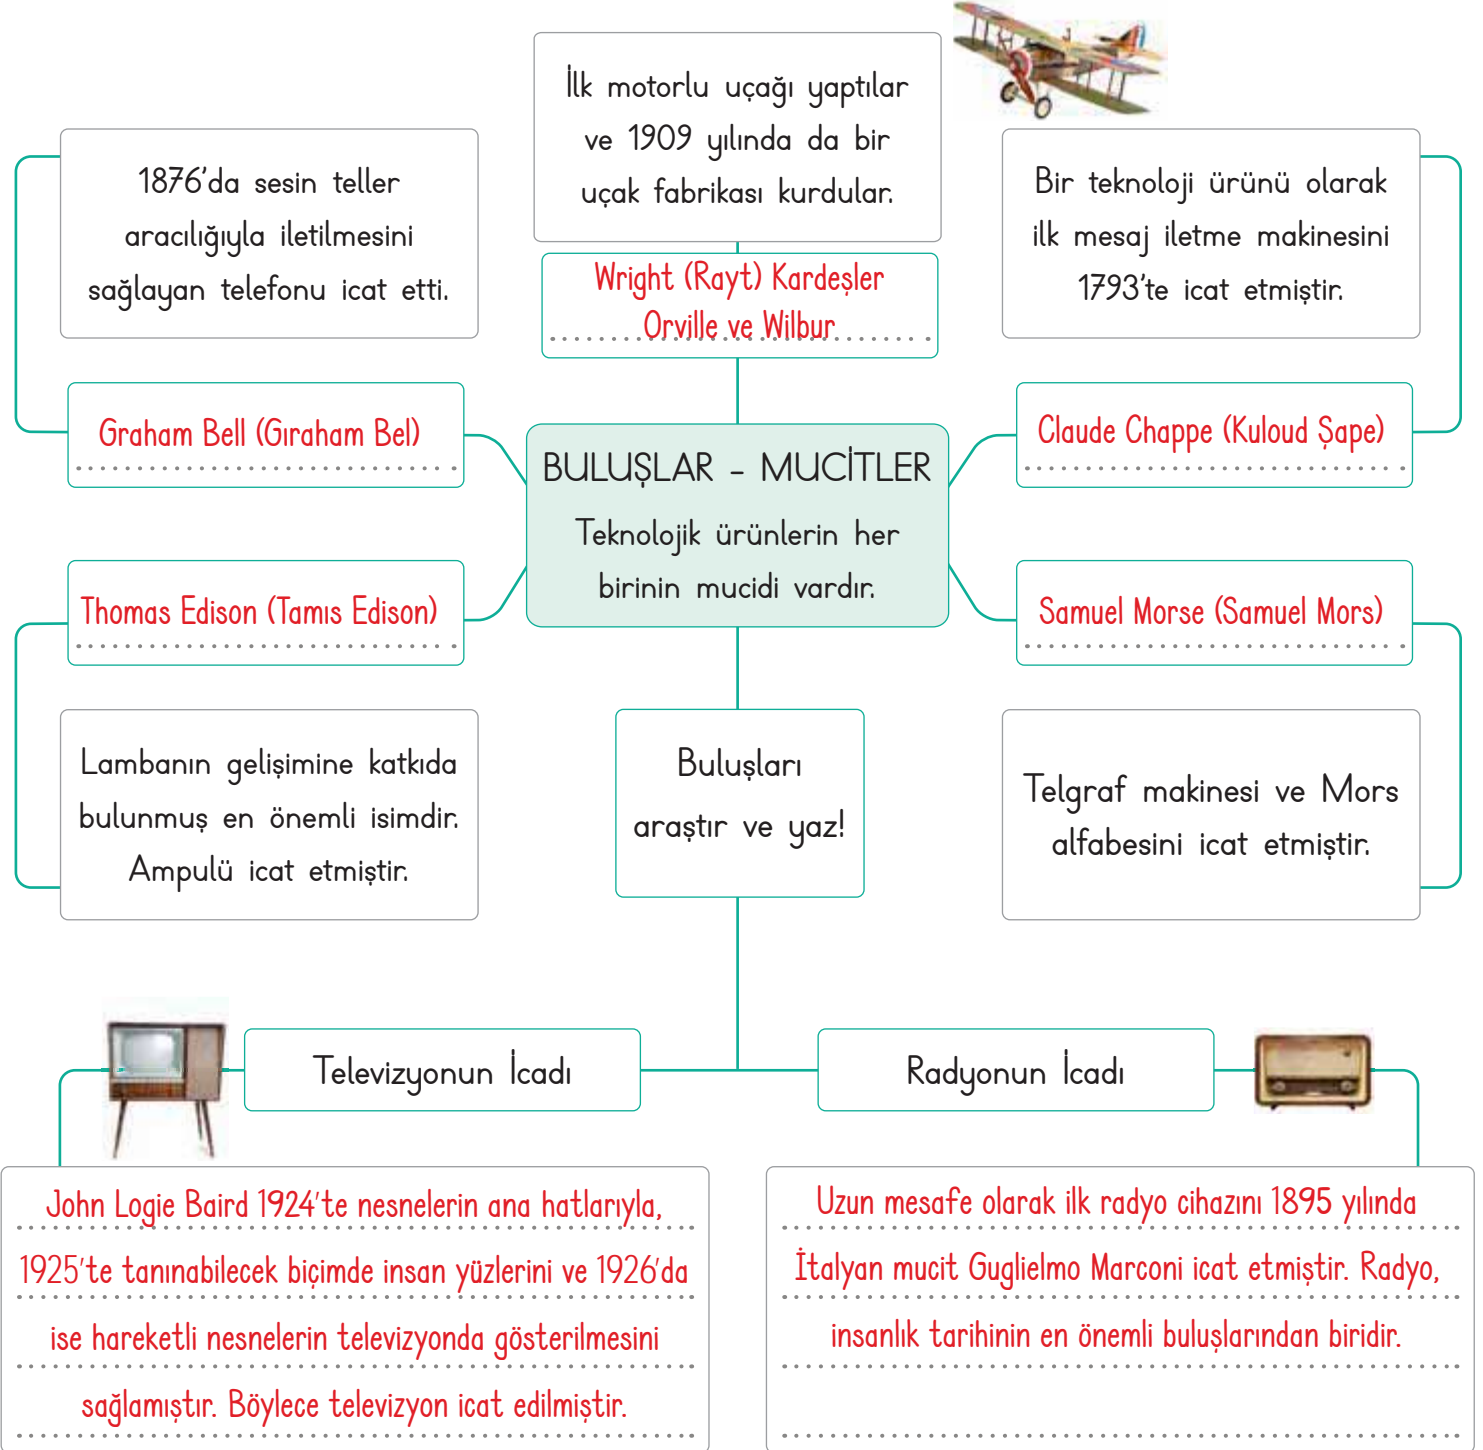 İlk motorlu uçağı yaptılar
ve 1909 yılında da bir
uçak fabrikası kurdular.
Wright (Rayt) Kardeşler
Orville ve Wilbur
1876'da sesin teller
aracılığıyla iletilmesini
sağlayan telefonu icat etti.
Graham Bell (Gıraham Bel)
Bir teknoloji ürünü olarak
ilk mesaj iletme makinesini
1793'te icat etmiştir.
Claude Chappe (Kuloud Şape)
BULUŞLAR - MUCİTLER
Teknolojik ürünlerin her
birinin mucidi vardır.
Thomas Edison (Tamıs Edison)
Lambanın gelişimine katkıda
bulunmuş en önemli isimdir.
Ampulü icat etmiştir.
Samuel Morse (Samuel Mors)
Telgraf makinesi ve Mors
alfabesini icat etmiştir.
Buluşları
araştır ve yaz!
Televizyonun İcadı
John Logie Baird 1924'te nesnelerin ana hatlarıyla,
1925'te tanınabilecek biçimde insan yüzlerini ve 1926'da
ise hareketli nesnelerin televizyonda gösterilmesini
sağlamıştır. Böylece televizyon icat edilmiştir.
Radyonun İcadı
Uzun mesafe olarak ilk radyo cihazını 1895 yılında
İtalyan mucit Guglielmo Marconi icat etmiştir. Radyo,
insanlık tarihinin en önemli buluşlarından biridir.